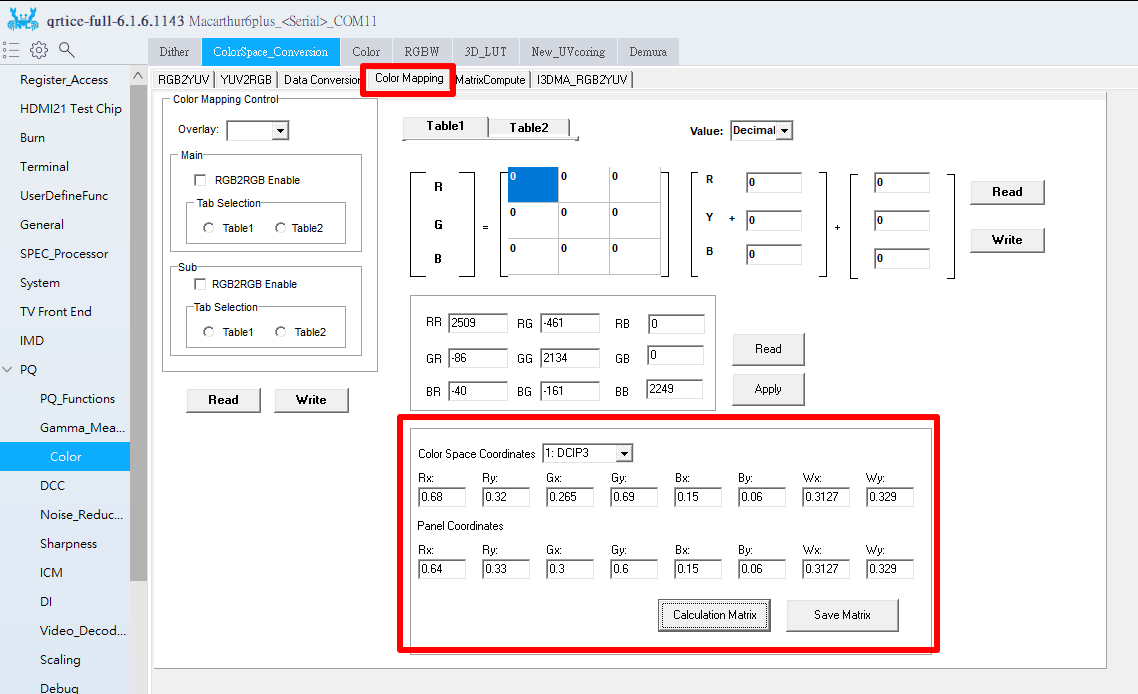 qrtice-full-6.1.6.1143 Macarthur6plus_<Serial>_COM11
Dither ColorSpace_Conversion Color RGBW 3D_LUT New_UVcoring Demura
RGB2YUV YUV2RGB Data Conversion Color Mapping MatrixCompute I3DMA_RGB2YUV
Register_Access
HDMI21 Test Chip
Burn
Terminal
UserDefineFunc
General
SPEC_Processor
System
TV Front End
IMD
PQ
PQ_Functions
Gamma_Mea...
Color
DCC
Noise_Reduc...
Sharpness
ICM
DI
Video_Decod...
Scaling
Debug
Color Mapping Control
Overlay:
Main
RGB2RGB Enable
Tab Selection
Table1 Table2
Sub
RGB2RGB Enable
Tab Selection
Table1 Table2
Read Write
Table1 Table2
Value: Decimal
R 0 0 0 R 0 0
G = 0 0 0 Y + 0 + 0
B 0 0 0 B 0 0
Read
Write
RR 2509 RG -461 RB 0
GR -86 GG 2134 GB 0
BR -40 BG -161 BB 2249
Read
Apply
Color Space Coordinates 1: DCIP3
Rx: Ry: Gx: Gy: Bx: By: Wx: Wy:
0.68 0.32 0.265 0.69 0.15 0.06 0.3127 0.329
Panel Coordinates
Rx: Ry: Gx: Gy: Bx: By: Wx: Wy:
0.64 0.33 0.3 0.6 0.15 0.06 0.3127 0.329
Calculation Matrix Save Matrix